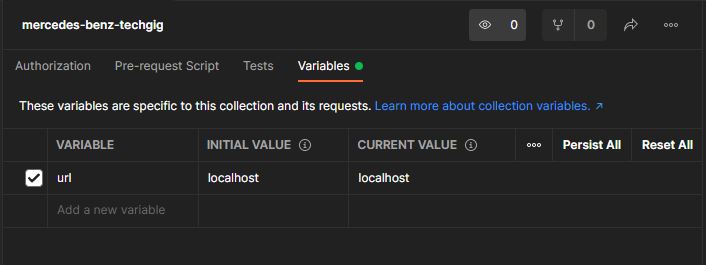 mercedes-benz-techgig 0 0
Authorization Pre-request Script Tests Variables
These variables are specific to this collection and its requests. Learn more about collection variables. ↗
VARIABLE INITIAL VALUE CURRENT VALUE Persist All Reset All
url localhost localhost
Add a new variable